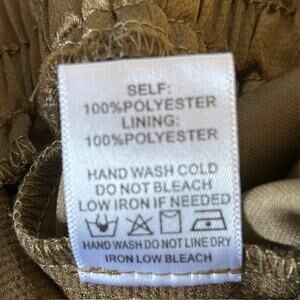 SELF:
100%POLYESTER
LINING:
100%POLYESTER
HAND WASH COLD
DO NOT BLEACH
LOW IRON IF NEEDED
HAND WASH DO NOT LINE DRY
IRON LOW BLEACH